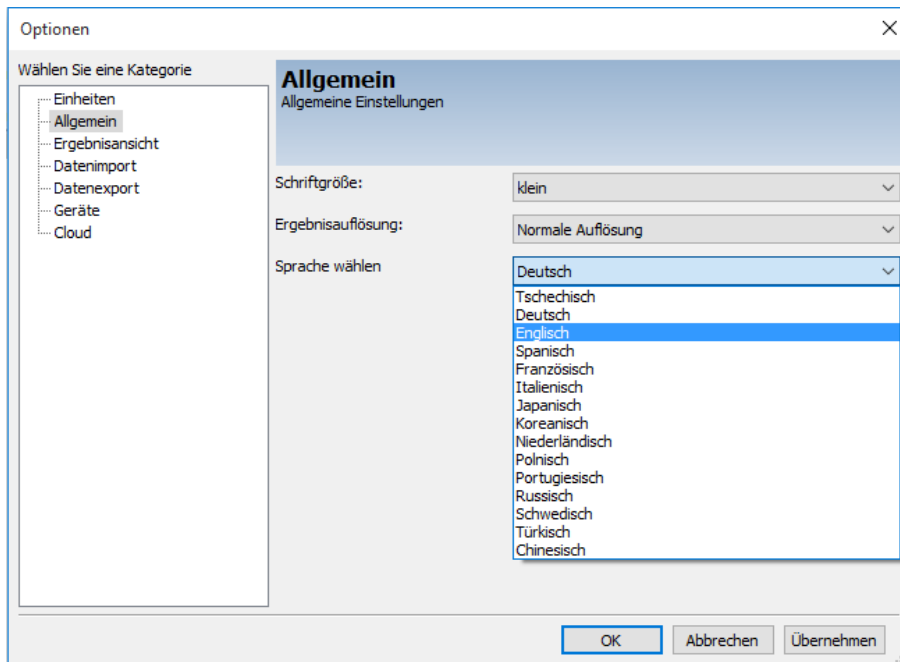 Optionen
Wählen Sie eine Kategorie
Einheiten
Allgemein
Ergebnisansicht
Datenimport
Datenexport
Geräte
Cloud
Allgemein
Allgemeine Einstellungen
Schriftgröße:
klein
Ergebnisauflösung:
Normale Auflösung
Sprache wählen
Deutsch
Tschechisch
Deutsch
Englisch
Spanisch
Französisch
Italienisch
Japanisch
Koreanisch
Niederländisch
Polnisch
Portugiesisch
Russisch
Schwedisch
Türkisch
Chinesisch
OK
Abbrechen
Übernehmen